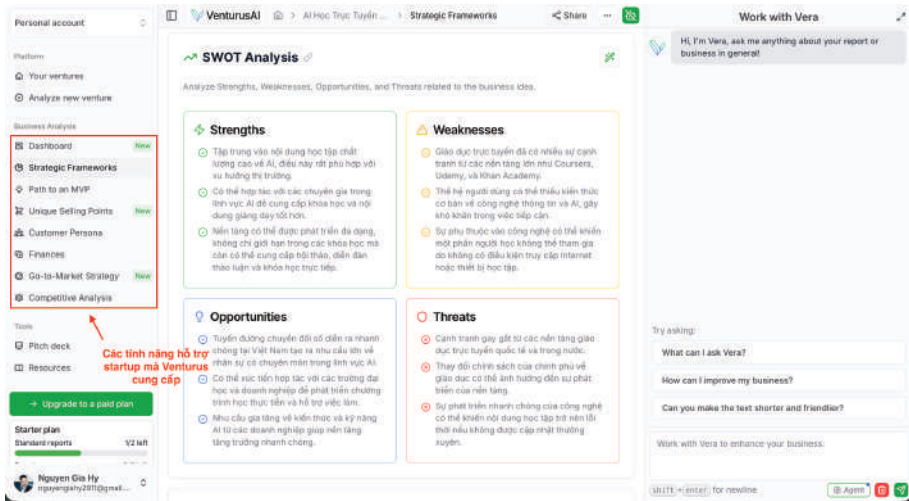 Personal account
Platform
Your ventures
Analyze new venture
Business Analysis
Dashboard New
Strategic Frameworks
Path to an MVP
Unique Selling Points New
Customer Persona
Finances
Go-to-Market Strategy New
Competitive Analysis
Tools
Pitch deck
Resources
→ Upgrade to a paid plan
Starter plan
Standard reports 1/2 left
Nguyen Gia Hy
Các tính năng hỗ trợ
startup mà Venturus
cung cấp
VenturusAI > AI Học Trực Tuyến ... > Strategic Frameworks
Share
SWOT Analysis
Analyze Strengths, Weaknesses, Opportunities, and Threats related to the business idea.
Strengths
Tập trung vào nội dung học tập chất
lượng cao về AI, điều này rất phù hợp với
xu hướng thị trường.
Có thể hợp tác với các chuyên gia trong
lĩnh vực AI để cung cấp khóa học và nội
dung giảng dạy tốt hơn.
Nền tảng có thể được phát triển đa dạng,
không chỉ giới hạn trong các khóa học mà
còn có thể cung cấp hội thảo, diễn đàn
thảo luận và khóa học trực tiếp.
Weaknesses
Giáo dục trực tuyến đã có nhiều sự cạnh
tranh từ các nền tảng lớn như Coursera,
Udemy, và Khan Academy.
Thế hệ người dùng có thể thiếu kiến thức
cơ bản về công nghệ thông tin và AI, gây
khó khăn trong việc tiếp cận.
Sự phụ thuộc vào công nghệ có thể khiến
một phần người học không thể tham gia
do không có điều kiện truy cập Internet
hoặc thiết bị học tập.
Opportunities
Tuyến đường chuyển đổi số diễn ra nhanh
chóng tại Việt Nam tạo ra nhu cầu lớn về
nhân sự có chuyên môn trong lĩnh vực AI.
Có thể xúc tiến hợp tác với các trường đại
học và doanh nghiệp để phát triển chương
trình học thực tiễn và hỗ trợ việc làm.
Nhu cầu gia tăng về kiến thức và kỹ năng
AI từ các doanh nghiệp giúp nền tảng
tăng trưởng nhanh chóng.
Threats
Cạnh tranh gay gắt từ các nền tảng giáo
dục trực tuyến quốc tế và trong nước.
Thay đổi chính sách của chính phủ về
giáo dục có thể ảnh hưởng đến sự phát
triển của nền tảng.
Sự phát triển nhanh chóng của công nghệ
có thể khiến nội dung học tập trở nên lỗi
thời nếu không được cập nhật thường
xuyên.
Work with Vera
Hi, I'm Vera, ask me anything about your report or
business in general!
Try asking:
What can I ask Vera?
How can I improve my business?
Can you make the text shorter and friendlier?
Work with Vera to enhance your business.
shift+enter for newline
Agent